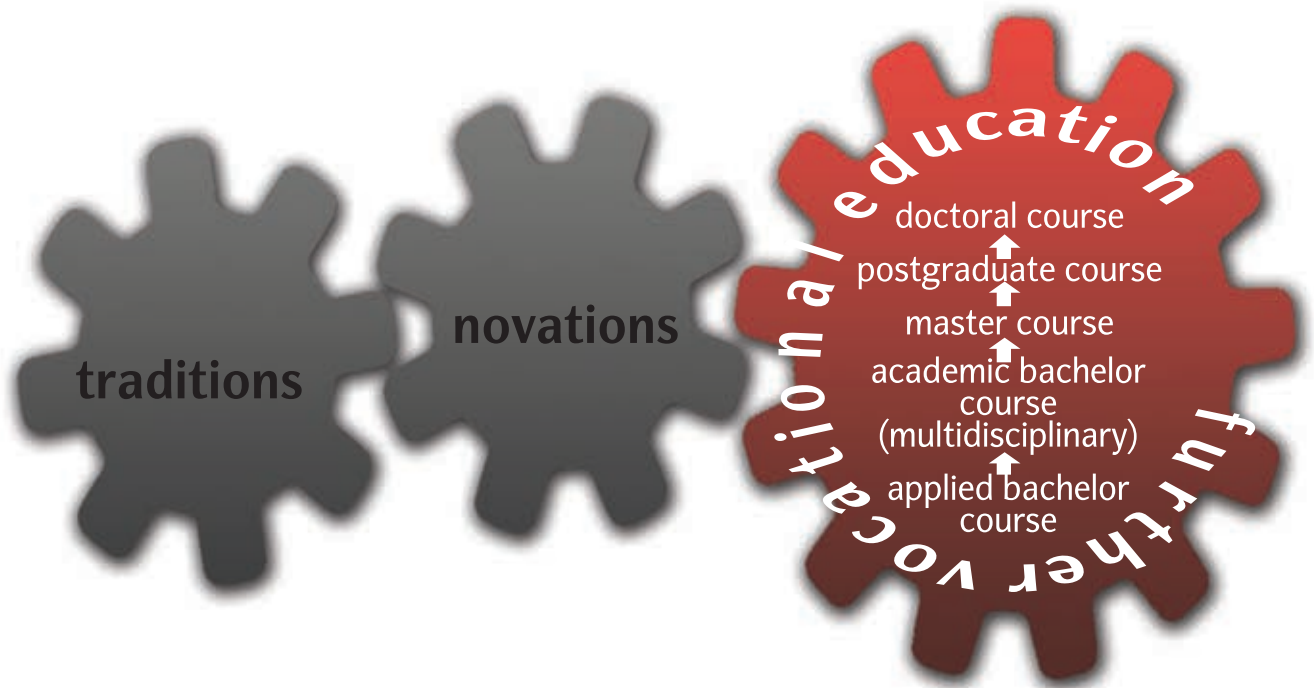 traditions
novations
further vocational education
doctoral course
postgraduate course
master course
academic bachelor
course
(multidisciplinary)
applied bachelor
course